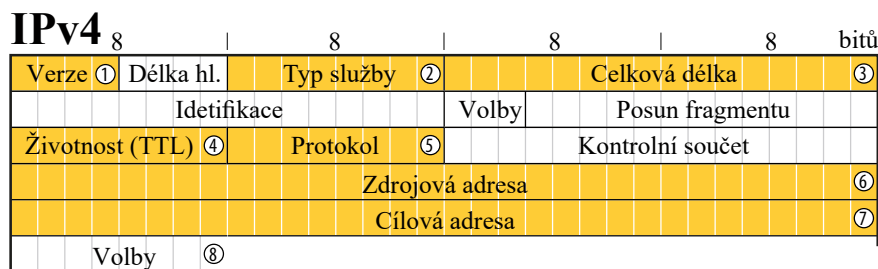 IPv4 8 8 8 8 bitů
Verze ① Délka hl. Typ služby ② Celková délka ③
Idetifikace Volby Posun fragmentu
Životnost (TTL) ④ Protokol ⑤ Kontrolní součet
Zdrojová adresa ⑥
Cílová adresa ⑦
Volby ⑧